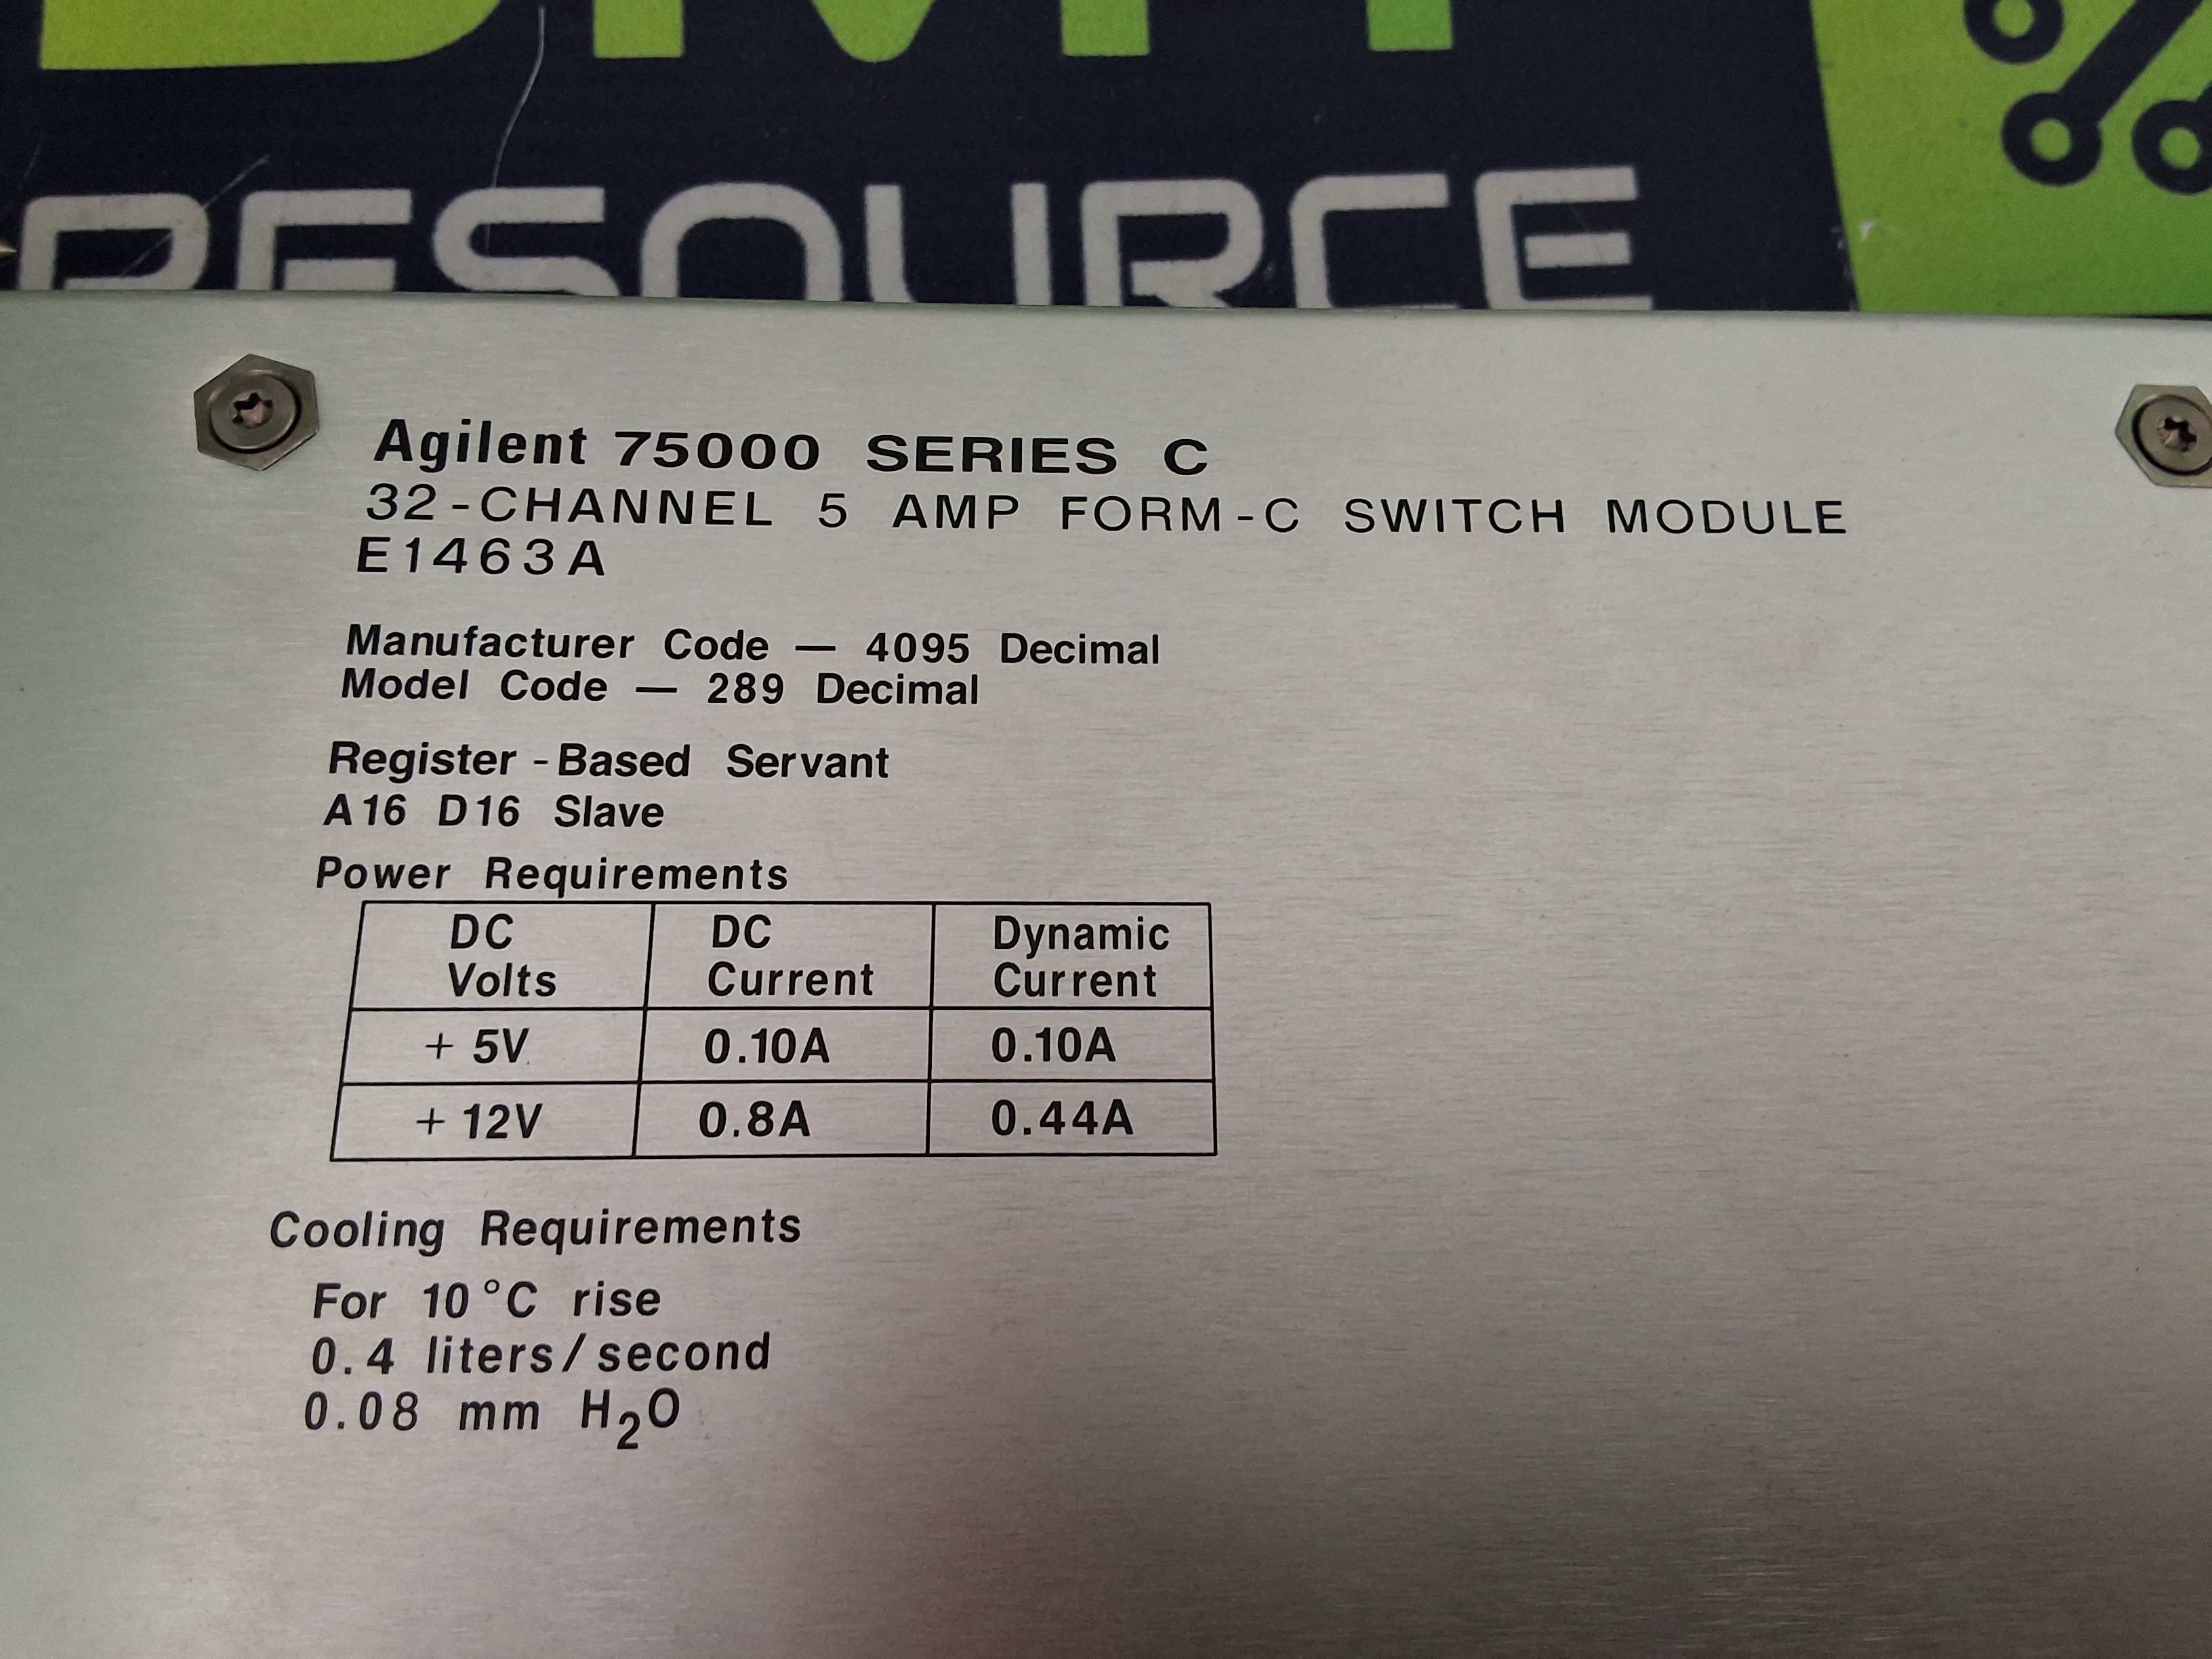 RESOURCE
Agilent 75000 SERIES C
32-CHANNEL 5 AMP FORM-C SWITCH MODULE
E1463A
Manufacturer Code — 4095 Decimal
Model Code — 289 Decimal
Register-Based Servant
A16 D16 Slave
Power Requirements
DC Volts DC Current Dynamic Current
+ 5V 0.10A 0.10A
+ 12V 0.8A 0.44A
Cooling Requirements
For 10°C rise
0.4 liters/second
0.08 mm H₂O